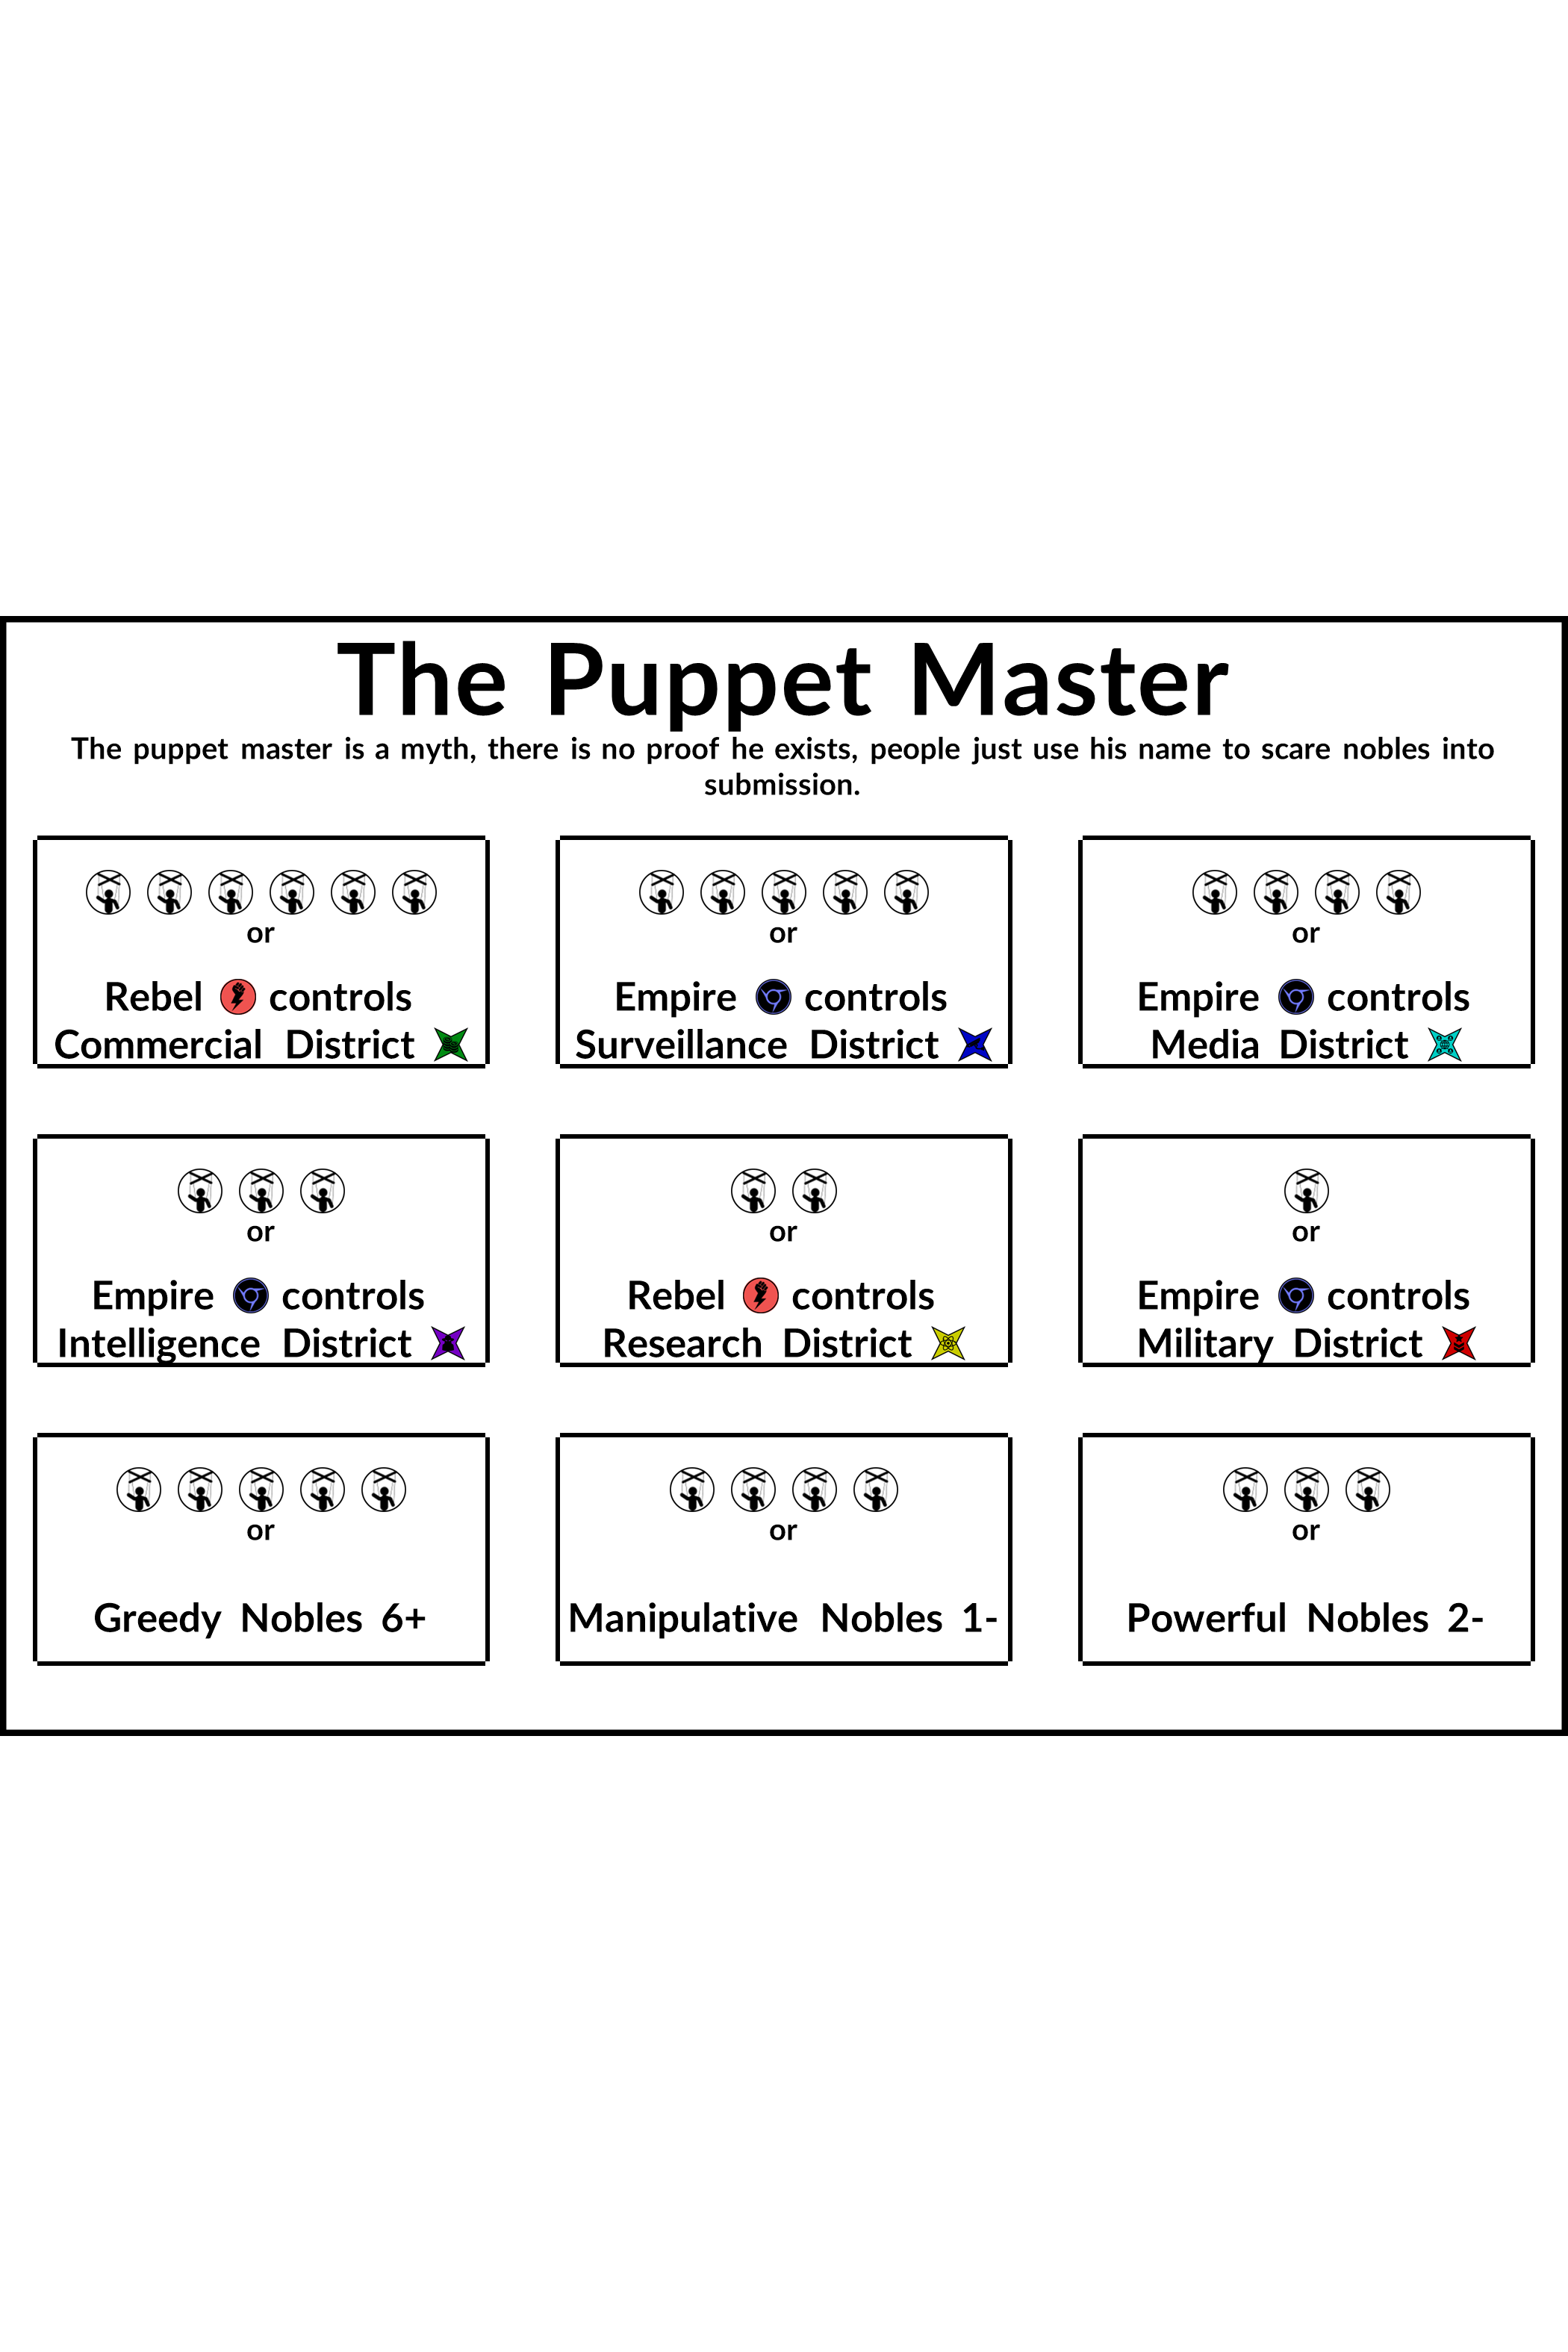 The Puppet Master
The puppet master is a myth, there is no proof he exists, people just use his name to scare nobles into
submission.
or
Rebel controls
Commercial District
or
Empire controls
Surveillance District
or
Empire controls
Media District
or
Empire controls
Intelligence District
or
Rebel controls
Research District
or
Empire controls
Military District
or
Greedy Nobles 6+
or
Manipulative Nobles 1-
or
Powerful Nobles 2-